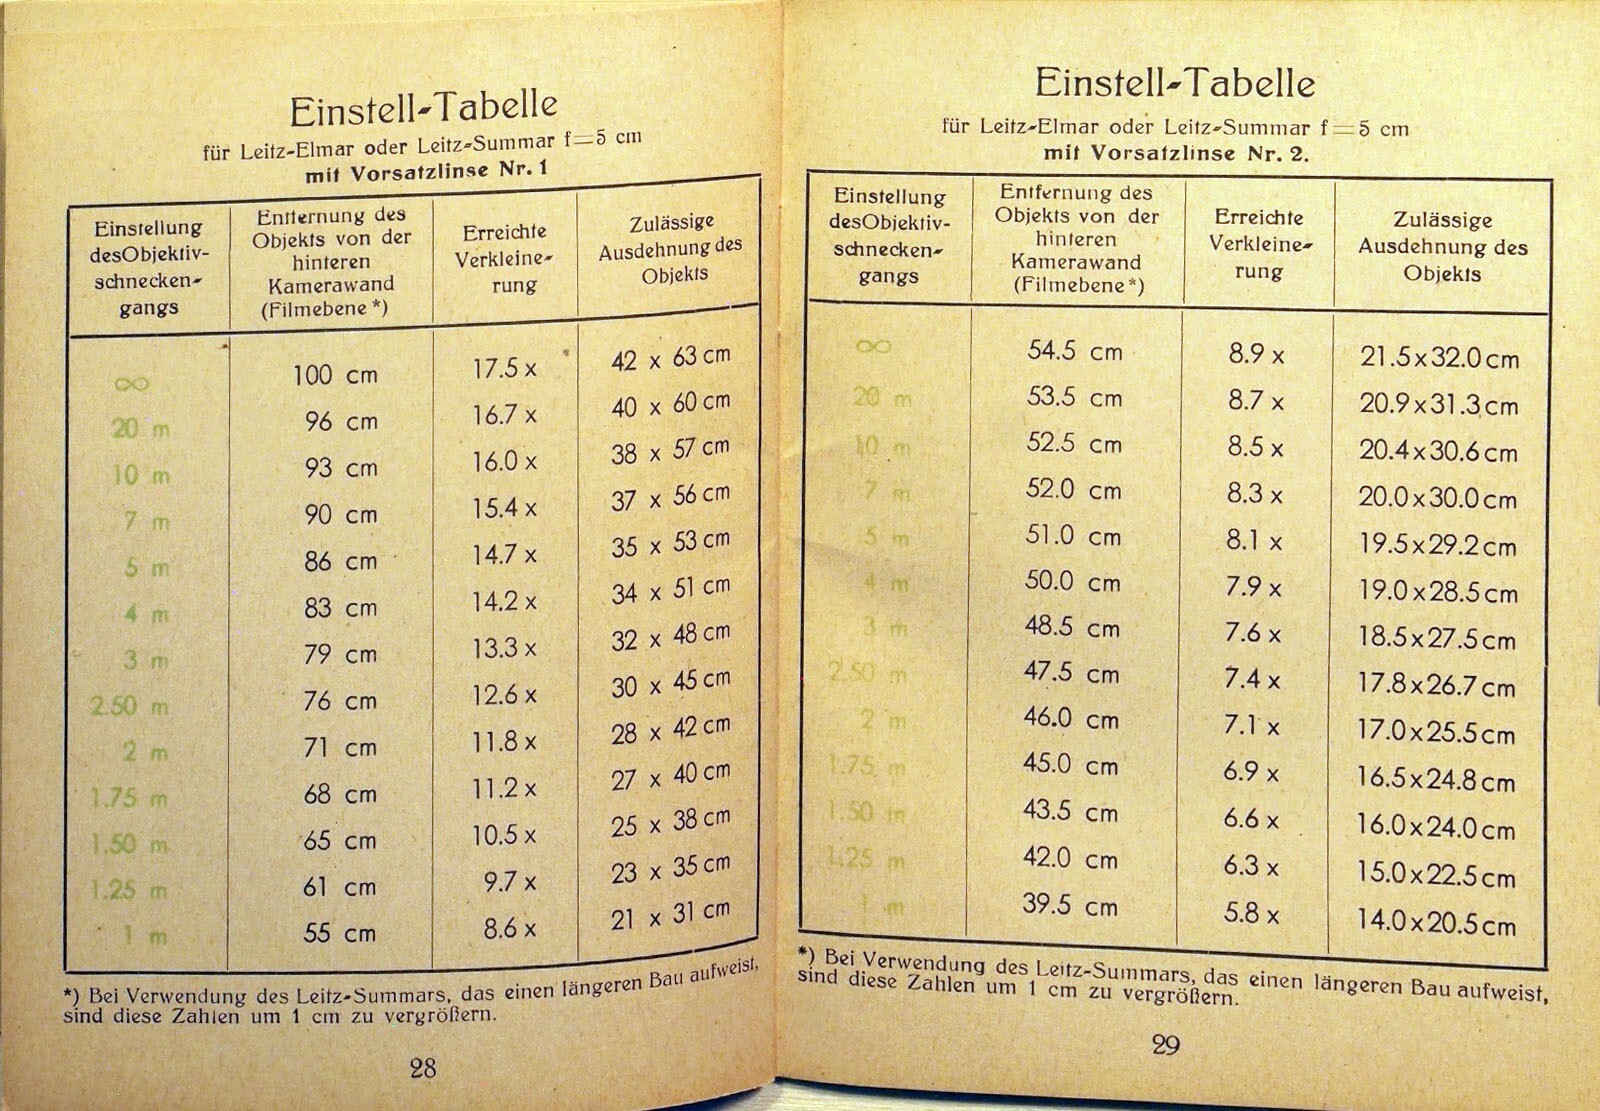 Einstell-Tabelle
für Leitz-Elmar oder Leitz-Summar f=5 cm
mit Vorsatzlinse Nr. 1
Einstellung desObjektiv-schnecken-gangs | Entfernung des Objekts von der hinteren Kamerawand (Filmebene*) | Erreichte Verkleine-rung | Zulässige Ausdehnung des Objekts
∞ 100 cm 17.5 x 42 x 63 cm
20 m 96 cm 16.7 x 40 x 60 cm
10 m 93 cm 16.0 x 38 x 57 cm
7 m 90 cm 15.4 x 37 x 56 cm
5 m 86 cm 14.7 x 35 x 53 cm
4 m 83 cm 14.2 x 34 x 51 cm
3 m 79 cm 13.3 x 32 x 48 cm
2.50 m 76 cm 12.6 x 30 x 45 cm
2 m 71 cm 11.8 x 28 x 42 cm
1.75 m 68 cm 11.2 x 27 x 40 cm
1.50 m 65 cm 10.5 x 25 x 38 cm
1.25 m 61 cm 9.7 x 23 x 35 cm
1 m 55 cm 8.6 x 21 x 31 cm
*) Bei Verwendung des Leitz-Summars, das einen längeren Bau aufweist,
sind diese Zahlen um 1 cm zu vergrößern.
28
Einstell-Tabelle
für Leitz-Elmar oder Leitz-Summar f=5 cm
mit Vorsatzlinse Nr. 2.
Einstellung desObjektiv-schnecken-gangs | Entfernung des Objekts von der hinteren Kamerawand (Filmebene*) | Erreichte Verkleine-rung | Zulässige Ausdehnung des Objekts
∞ 54.5 cm 8.9 x 21.5x32.0 cm
20 m 53.5 cm 8.7 x 20.9x31.3 cm
10 m 52.5 cm 8.5 x 20.4x30.6 cm
7 m 52.0 cm 8.3 x 20.0x30.0 cm
5 m 51.0 cm 8.1 x 19.5x29.2 cm
4 m 50.0 cm 7.9 x 19.0x28.5 cm
3 m 48.5 cm 7.6 x 18.5x27.5 cm
2.50 m 47.5 cm 7.4 x 17.8x26.7 cm
2 m 46.0 cm 7.1 x 17.0x25.5 cm
1.75 m 45.0 cm 6.9 x 16.5x24.8 cm
1.50 m 43.5 cm 6.6 x 16.0x24.0 cm
1.25 m 42.0 cm 6.3 x 15.0x22.5 cm
1 m 39.5 cm 5.8 x 14.0x20.5 cm
*) Bei Verwendung des Leitz-Summars, das einen längeren Bau aufweist,
sind diese Zahlen um 1 cm zu vergrößern.
29